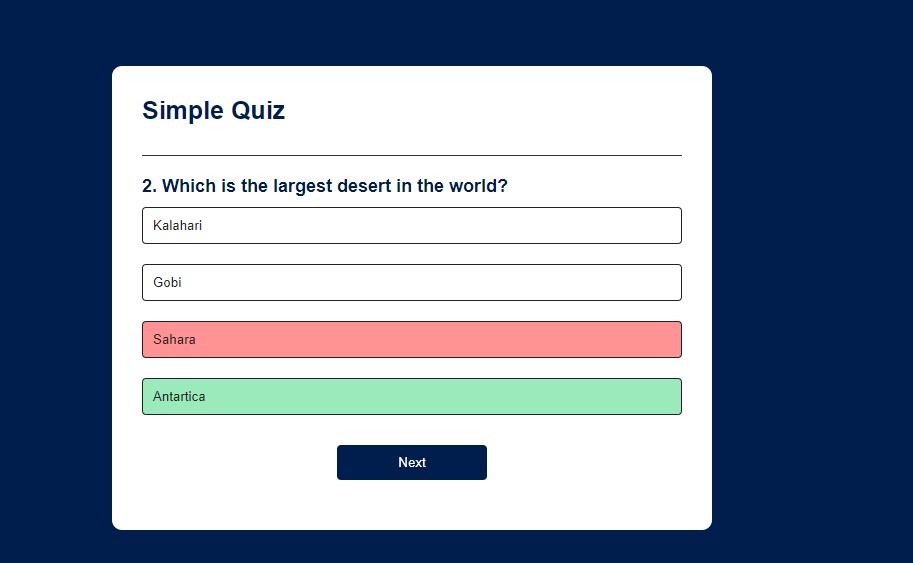 Simple Quiz
2. Which is the largest desert in the world?
Kalahari
Gobi
Sahara
Antartica
Next